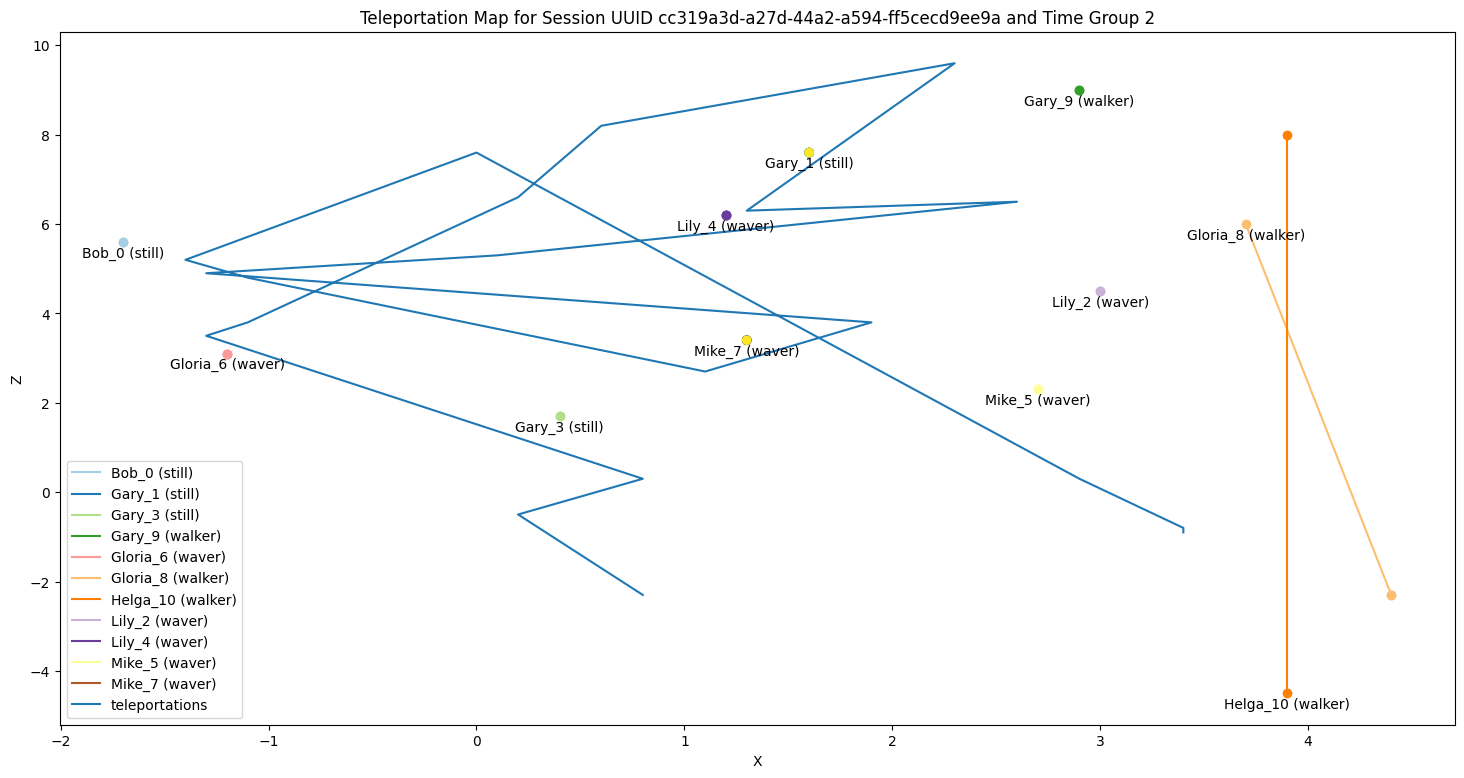 Teleportation Map for Session UUID cc319a3d-a27d-44a2-a594-ff5cecd9ee9a and Time Group 2
10
8
6
4
2
0
−2
−4
Z
Gary_9 (walker)
Gary_1 (still)
Lily_4 (waver)
Gloria_8 (walker)
Bob_0 (still)
Lily_2 (waver)
Mike_7 (waver)
Gloria_6 (waver)
Mike_5 (waver)
Gary_3 (still)
Helga_10 (walker)
Bob_0 (still)
Gary_1 (still)
Gary_3 (still)
Gary_9 (walker)
Gloria_6 (waver)
Gloria_8 (walker)
Helga_10 (walker)
Lily_2 (waver)
Lily_4 (waver)
Mike_5 (waver)
Mike_7 (waver)
teleportations
−2 −1 0 1 2 3 4
X